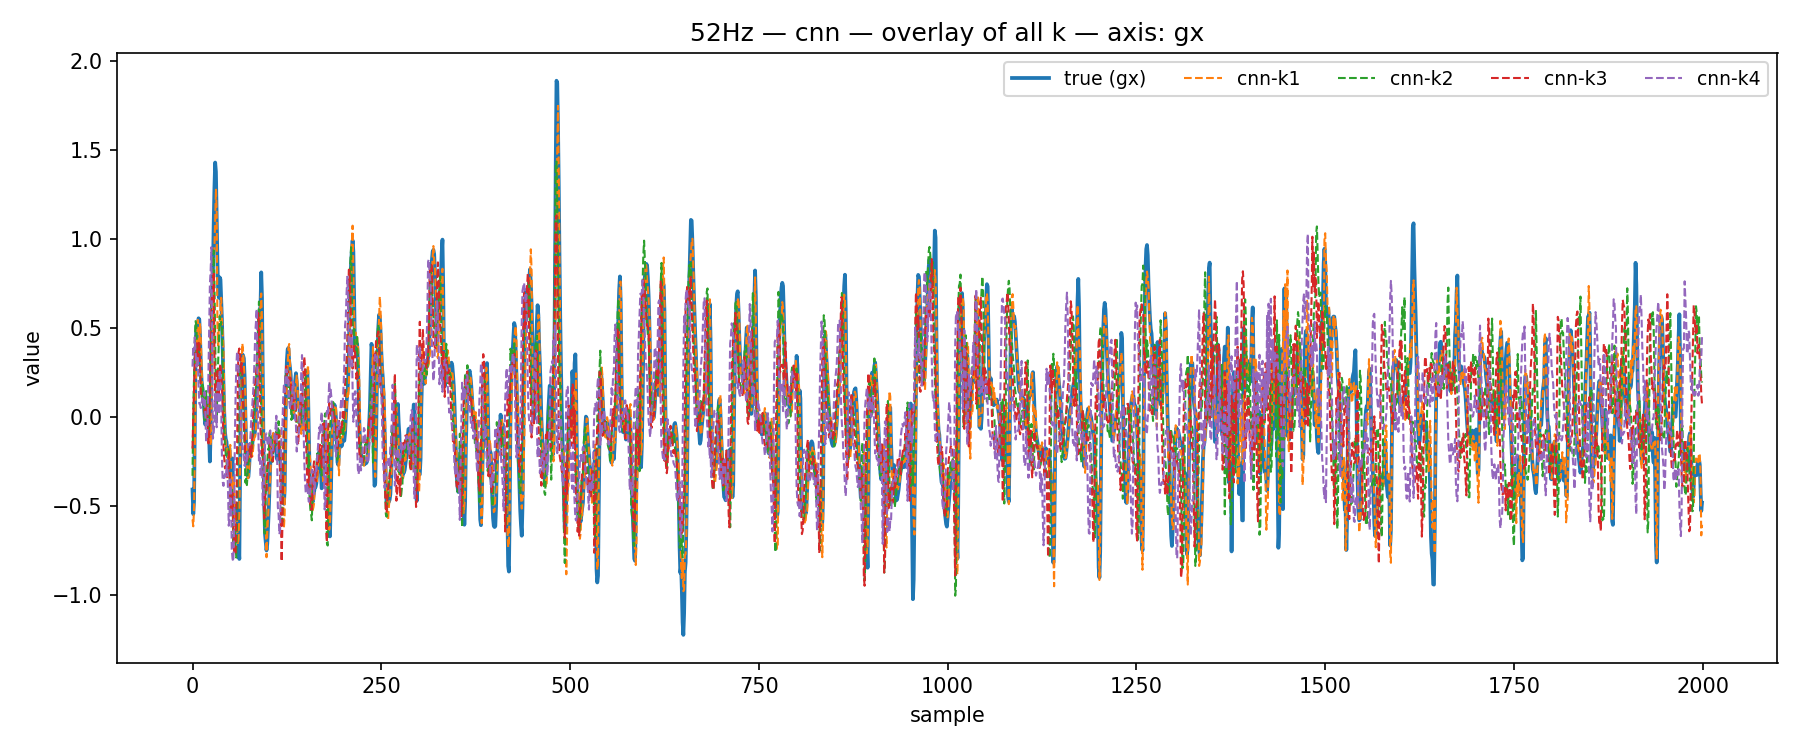 52Hz — cnn — overlay of all k — axis: gx
true (gx) cnn-k1 cnn-k2 cnn-k3 cnn-k4
2.0
1.5
1.0
0.5
0.0
−0.5
−1.0
value
0 250 500 750 1000 1250 1500 1750 2000
sample